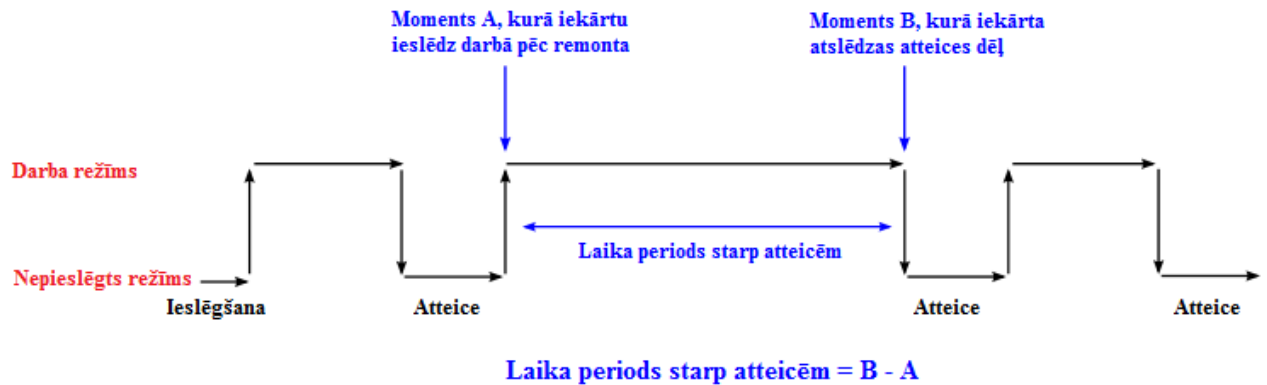 Moments A, kurā iekārtu
ieslēdz darbā pēc remonta
Moments B, kurā iekārta
atslēdzas atteices dēļ
Darba režīms
Laika periods starp atteicēm
Nepieslēgts režīms
Ieslēgšana
Atteice
Atteice
Atteice
Laika periods starp atteicēm = B - A